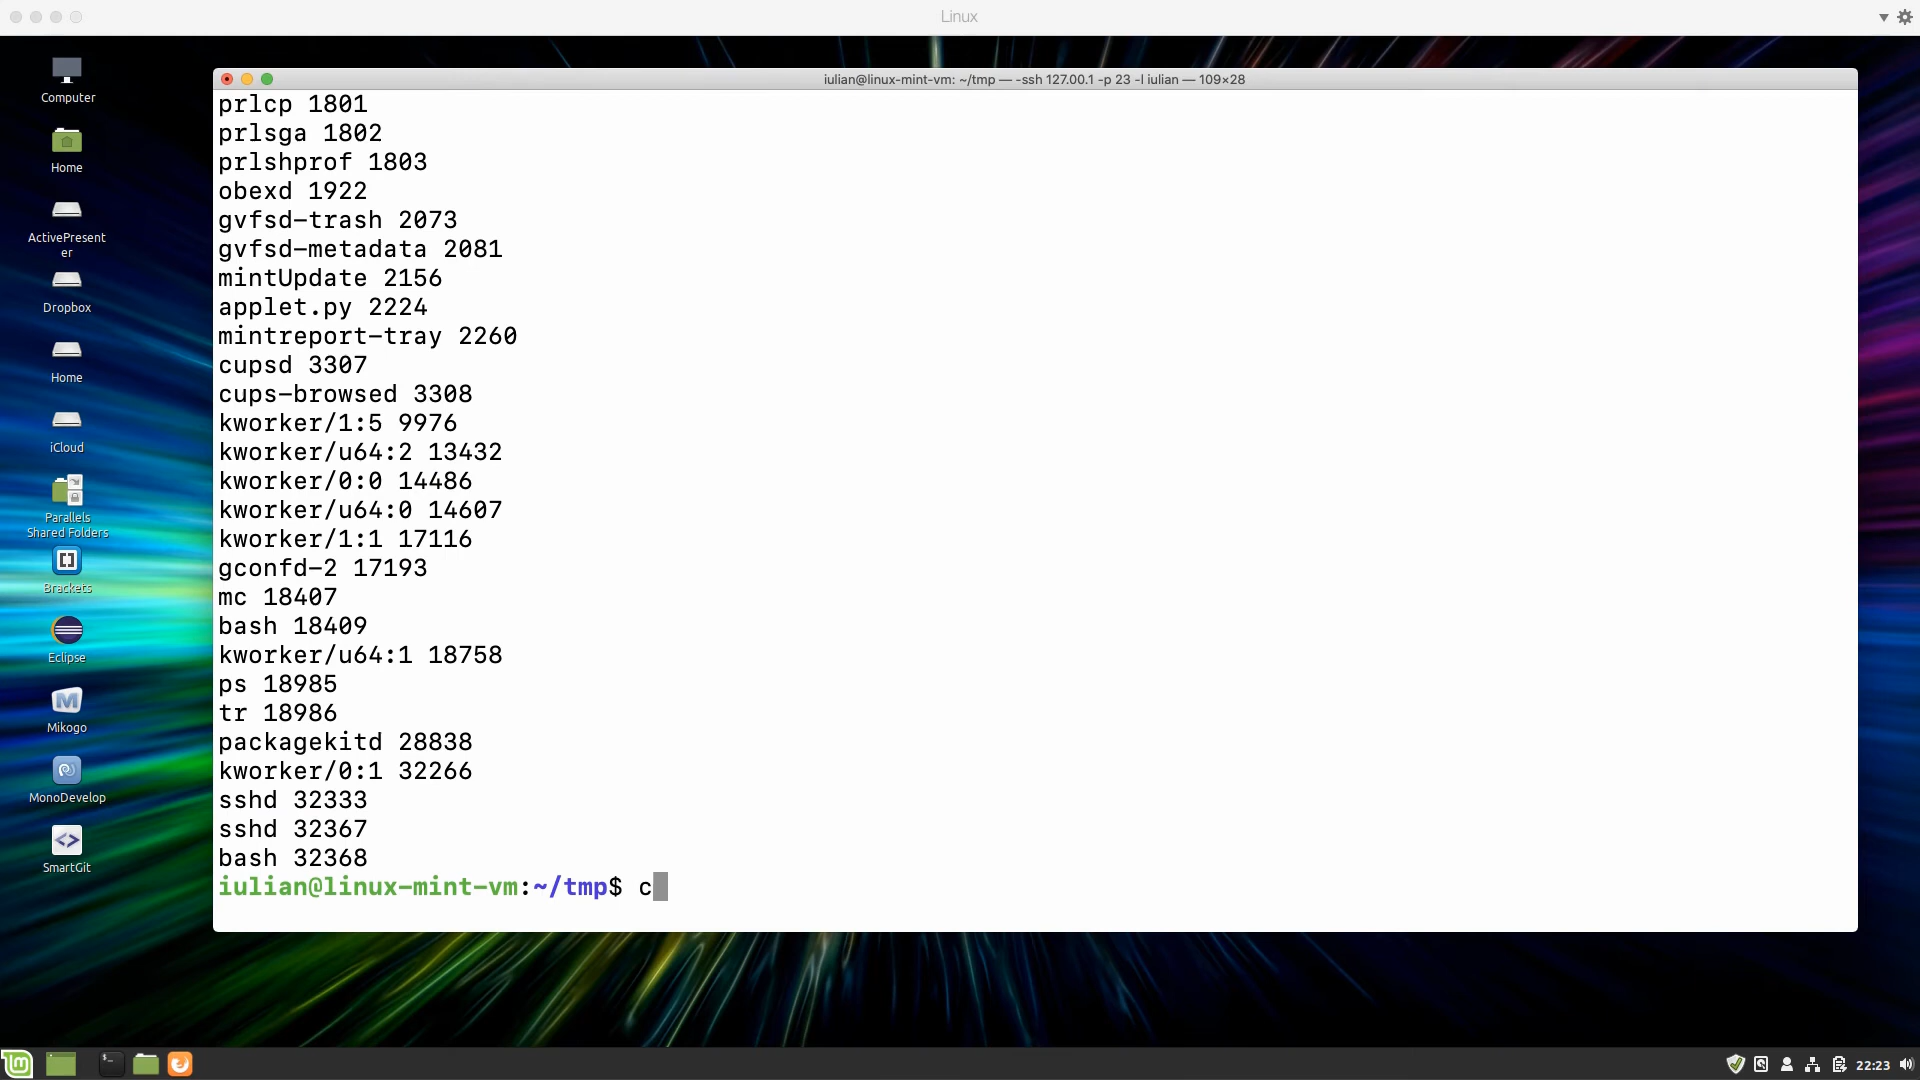 Linux
iulian@linux-mint-vm: ~/tmp — -ssh 127.00.1 -p 23 -l iulian — 109×28
Computer
Home
ActivePresent
er
Dropbox
Home
iCloud
Parallels
Shared Folders
Brackets
Eclipse
Mikogo
MonoDevelop
SmartGit
prlcp 1801
prlsga 1802
prlshprof 1803
obexd 1922
gvfsd-trash 2073
gvfsd-metadata 2081
mintUpdate 2156
applet.py 2224
mintreport-tray 2260
cupsd 3307
cups-browsed 3308
kworker/1:5 9976
kworker/u64:2 13432
kworker/0:0 14486
kworker/u64:0 14607
kworker/1:1 17116
gconfd-2 17193
mc 18407
bash 18409
kworker/u64:1 18758
ps 18985
tr 18986
packagekitd 28838
kworker/0:1 32266
sshd 32333
sshd 32367
bash 32368
iulian@linux-mint-vm:~/tmp$ c
22:23